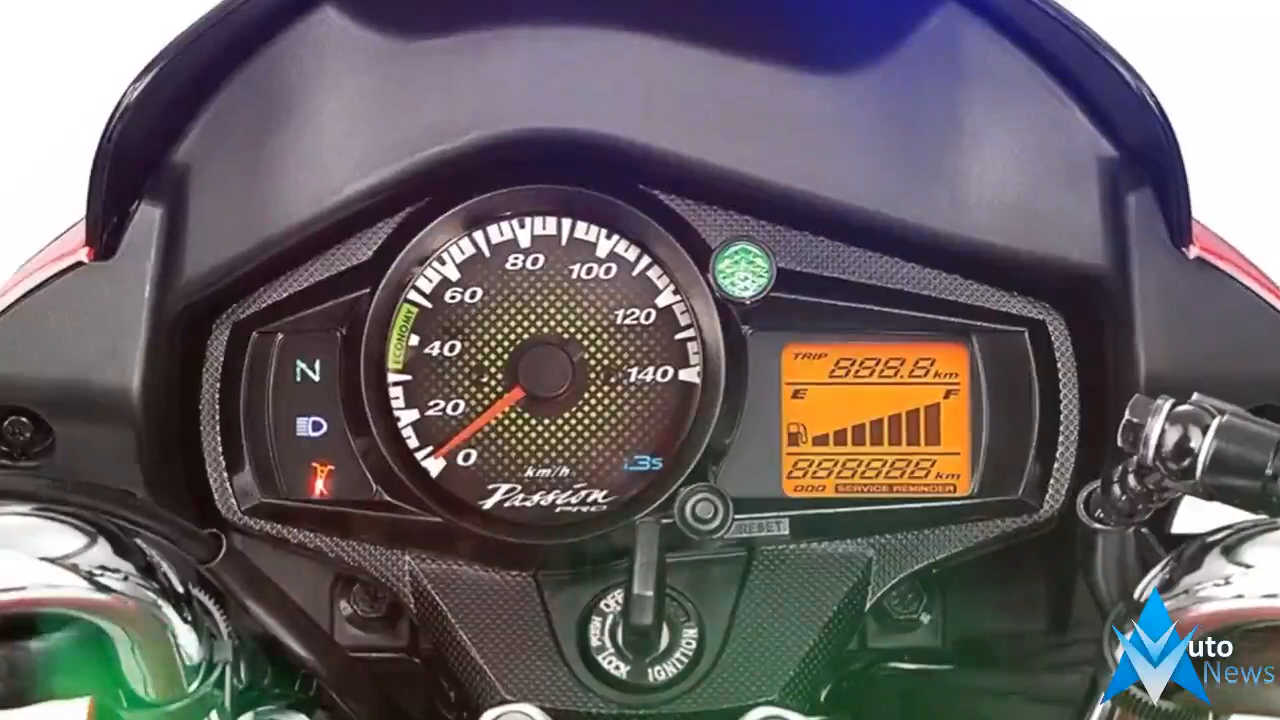 80
100
60
120
ECONOMY
40
140
20
0
km/h
i3s
Passion
PRO
N
TRIP 888.8 km
E F
888888 km
ODO SERVICE REMINDER
RESET
OFF
LOCK
IGNITION
Auto
News